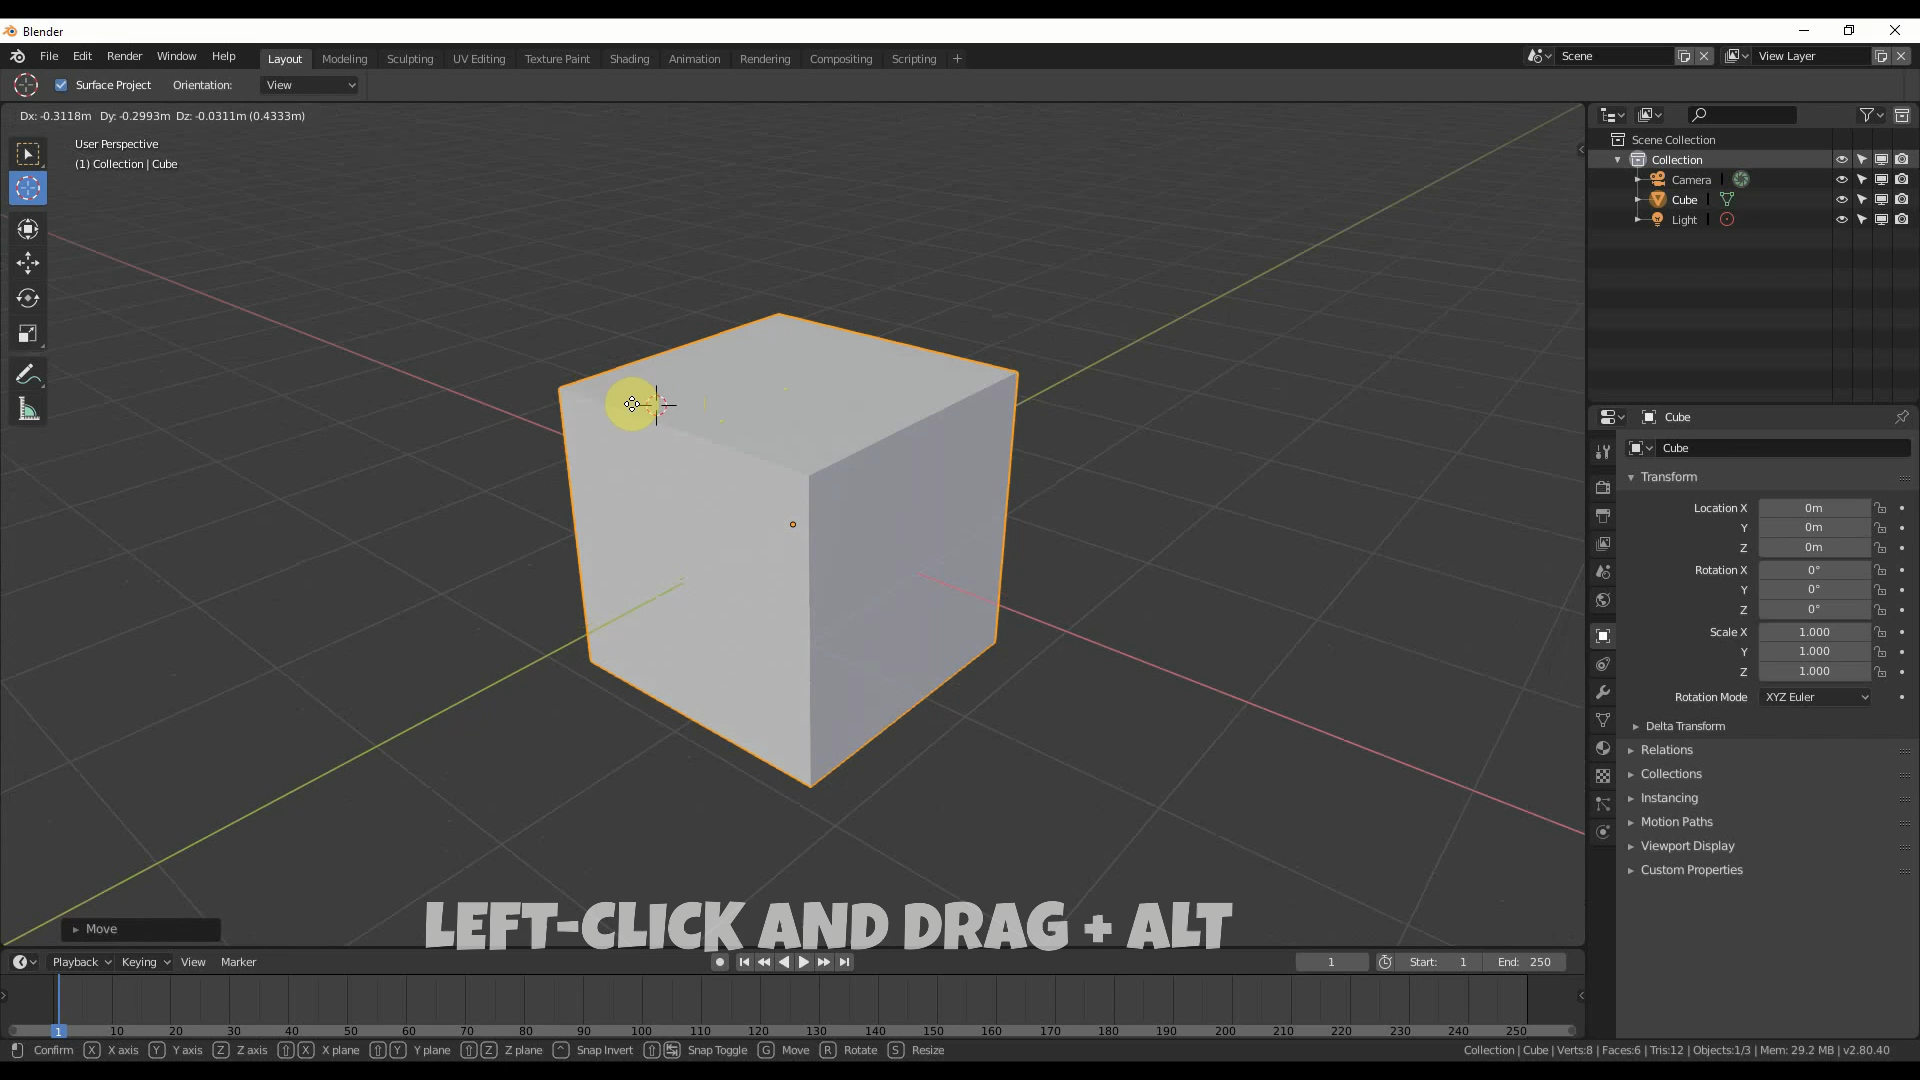 Blender
File Edit Render Window Help Layout Modeling Sculpting UV Editing Texture Paint Shading Animation Rendering Compositing Scripting + Scene View Layer
Surface Project Orientation: View
Dx: -0.3118m Dy: -0.2993m Dz: -0.0311m (0.4333m)
User Perspective
(1) Collection | Cube
Scene Collection
Collection
Camera
Cube
Light
Cube
Cube
Transform
Location X 0m
Y 0m
Z 0m
Rotation X 0°
Y 0°
Z 0°
Scale X 1.000
Y 1.000
Z 1.000
Rotation Mode XYZ Euler
Delta Transform
Relations
Collections
Instancing
Motion Paths
Viewport Display
Custom Properties
Move
LEFT-CLICK AND DRAG + ALT
Playback Keying View Marker 1 Start: 1 End: 250
1 10 20 30 40 50 60 70 80 90 100 110 120 130 140 150 160 170 180 190 200 210 220 230 240 250
Confirm X X axis Y Y axis Z Z axis X X plane Y Y plane Z Z plane Snap Invert Snap Toggle G Move R Rotate S Resize Collection | Cube | Verts:8 | Faces:6 | Tris:12 | Objects:1/3 | Mem: 29.2 MB | v2.80.40